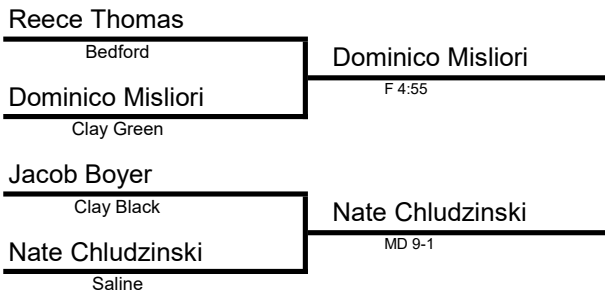 Reece Thomas
Bedford
Dominico Misliori
F 4:55
Dominico Misliori
Clay Green
Jacob Boyer
Clay Black
Nate Chludzinski
MD 9-1
Nate Chludzinski
Saline